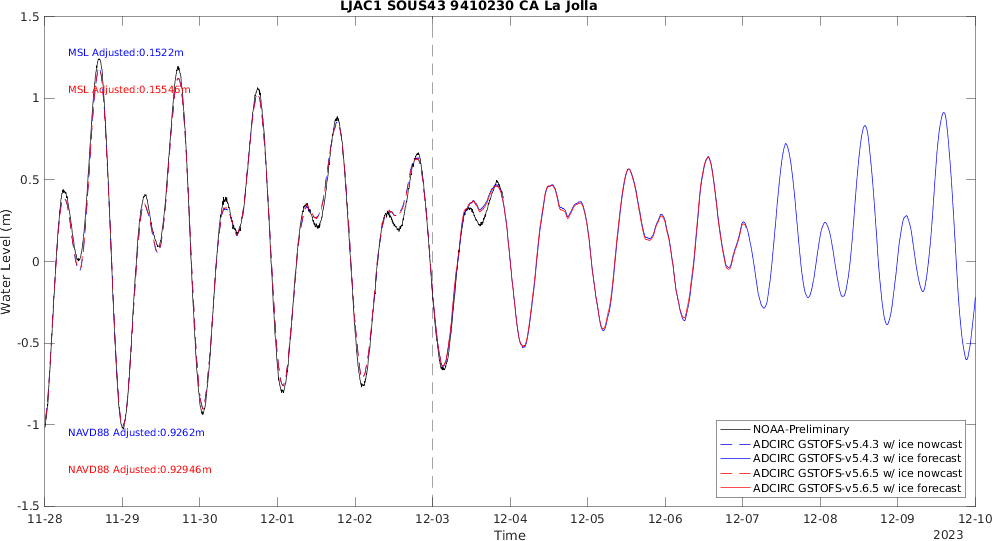 LJAC1 SOUS43 9410230 CA La Jolla
MSL Adjusted:0.1522m
MSL Adjusted:0.15546m
NAVD88 Adjusted:0.9262m
NAVD88 Adjusted:0.92946m
Water Level (m)
1.5
1
0.5
0
-0.5
-1
-1.5
NOAA-Preliminary
ADCIRC GSTOFS-v5.4.3 w/ ice nowcast
ADCIRC GSTOFS-v5.4.3 w/ ice forecast
ADCIRC GSTOFS-v5.6.5 w/ ice nowcast
ADCIRC GSTOFS-v5.6.5 w/ ice forecast
11-28 11-29 11-30 12-01 12-02 12-03 12-04 12-05 12-06 12-07 12-08 12-09 12-10
Time
2023